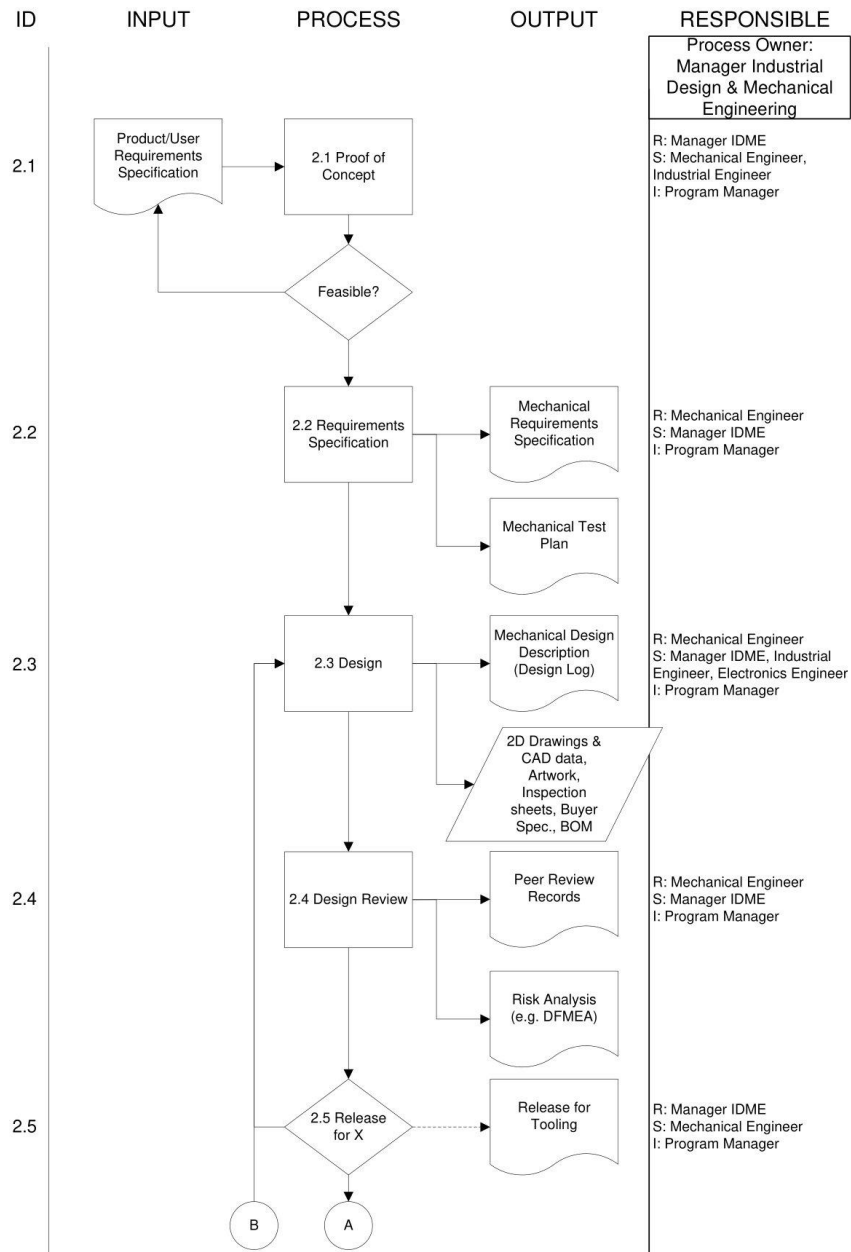 ID INPUT PROCESS OUTPUT RESPONSIBLE
Process Owner:
Manager Industrial
Design & Mechanical
Engineering
2.1
Product/User
Requirements
Specification
2.1 Proof of
Concept
R: Manager IDME
S: Mechanical Engineer,
Industrial Engineer
I: Program Manager
Feasible?
2.2
2.2 Requirements
Specification
Mechanical
Requirements
Specification
R: Mechanical Engineer
S: Manager IDME
I: Program Manager
Mechanical Test
Plan
2.3
2.3 Design
Mechanical Design
Description
(Design Log)
R: Mechanical Engineer
S: Manager IDME, Industrial
Engineer, Electronics Engineer
I: Program Manager
2D Drawings &
CAD data,
Artwork,
Inspection
sheets, Buyer
Spec., BOM
2.4
2.4 Design Review
Peer Review
Records
R: Mechanical Engineer
S: Manager IDME
I: Program Manager
Risk Analysis
(e.g. DFMEA)
2.5
2.5 Release
for X
Release for
Tooling
R: Manager IDME
S: Mechanical Engineer
I: Program Manager
B
A